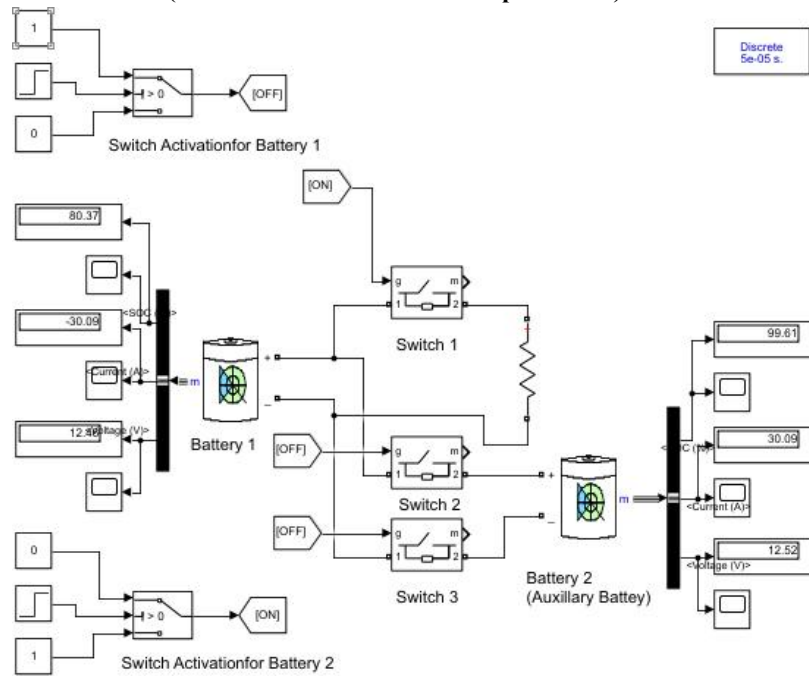 1
Discrete
5e-05 s.
> 0
[OFF]
0
Switch Activationfor Battery 1
[ON]
80.37
g
m
1
2
<SOC
Switch 1
-30.09
99.61
<Current (A)>
m
+
_
Battery 1
12.46
<Voltage (V)>
[OFF]
g
m
1
2
Switch 2
+
_
m
30.09
<Current (A)>
[OFF]
g
m
1
2
Switch 3
Battery 2
(Auxillary Battey)
12.52
<Voltage (V)>
0
> 0
[ON]
1
Switch Activationfor Battery 2